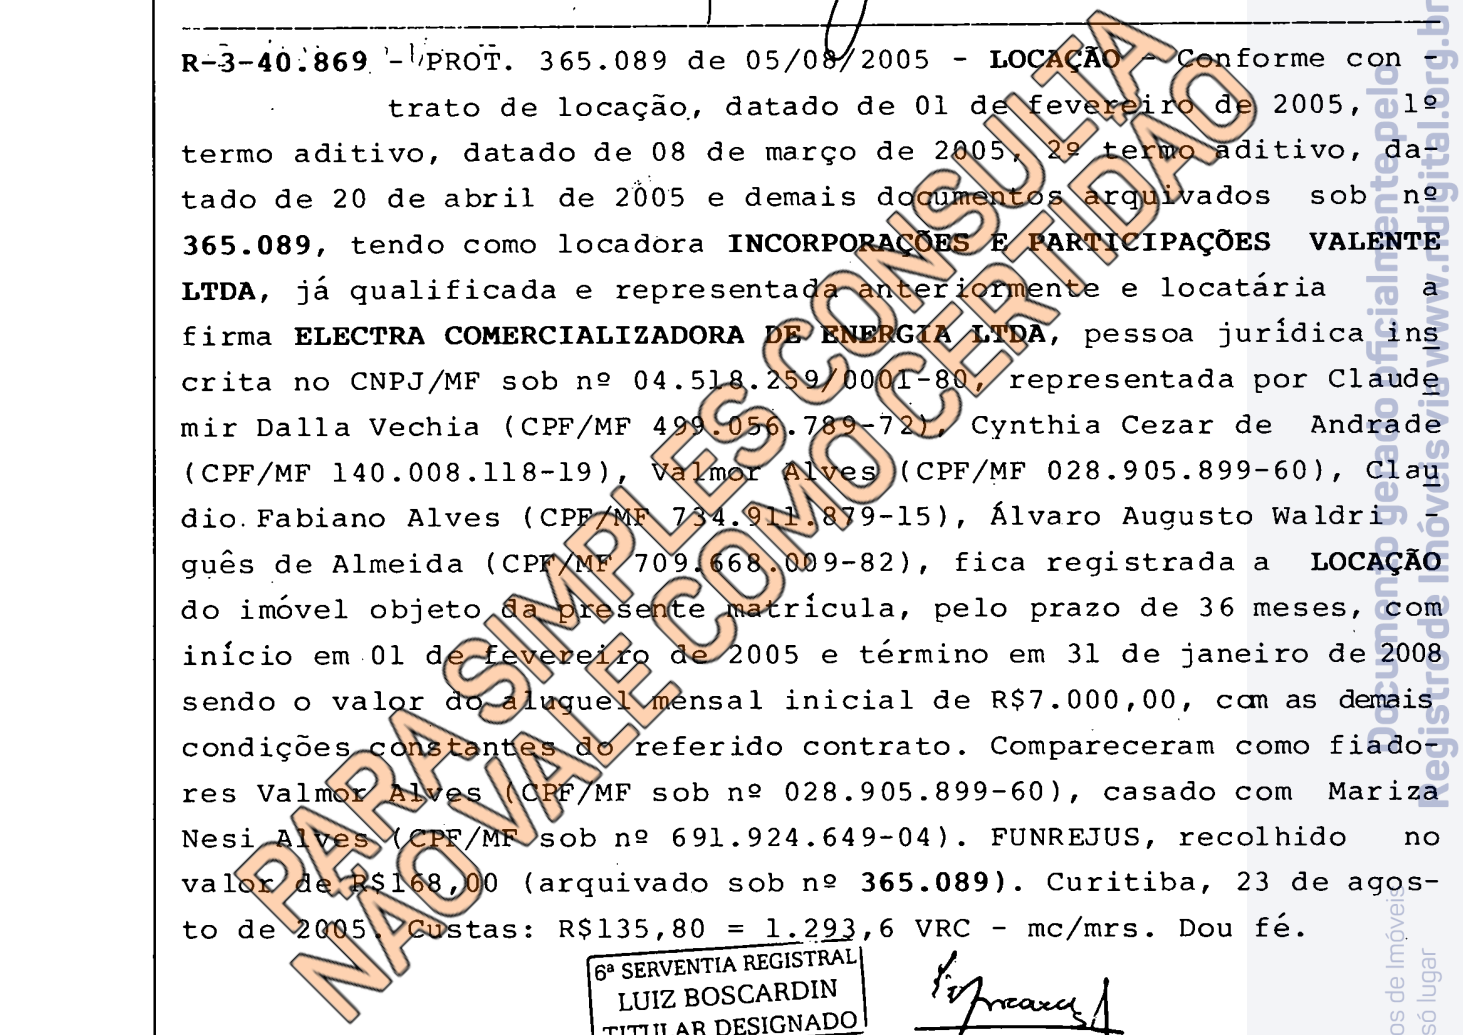 R-3-40.869 - PROT. 365.089 de 05/08/2005 - LOCAÇÃO - Conforme con -
trato de locação, datado de 01 de fevereiro de 2005, 1º
termo aditivo, datado de 08 de março de 2005, 2º termo aditivo, da-
tado de 20 de abril de 2005 e demais documentos arquivados sob nº
365.089, tendo como locadora INCORPORAÇÕES E PARTICIPAÇÕES VALENTE
LTDA, já qualificada e representada anteriormente e locatária a
firma ELECTRA COMERCIALIZADORA DE ENERGIA LTDA, pessoa jurídica ins
crita no CNPJ/MF sob nº 04.518.259/0001-80, representada por Claude
mir Dalla Vechia (CPF/MF 499.056.789-72), Cynthia Cezar de Andrade
(CPF/MF 140.008.118-19), Valmor Alves (CPF/MF 028.905.899-60), Clau
dio Fabiano Alves (CPF/MF 734.911.879-15), Álvaro Augusto Waldri -
guês de Almeida (CPF/MF 709.668.009-82), fica registrada a LOCAÇÃO
do imóvel objeto da presente matrícula, pelo prazo de 36 meses, com
início em 01 de fevereiro de 2005 e término em 31 de janeiro de 2008
sendo o valor do aluguel mensal inicial de R$7.000,00, com as demais
condições constantes do referido contrato. Compareceram como fiado-
res Valmor Alves (CPF/MF sob nº 028.905.899-60), casado com Mariza
Nesi Alves (CPF/MF sob nº 691.924.649-04). FUNREJUS, recolhido no
valor de R$168,00 (arquivado sob nº 365.089). Curitiba, 23 de agos-
to de 2005. Custas: R$135,80 = 1.293,6 VRC - mc/mrs. Dou fé.
6ª SERVENTIA REGISTRAL
LUIZ BOSCARDIN
TITULAR DESIGNADO
PARA SIMPLES CONSULTA
NÃO VALE COMO CERTIDÃO
Documento gerado oficialmente pelo
Registro de Imóveis via www.ridigital.org.br
os de Imóveis
só lugar